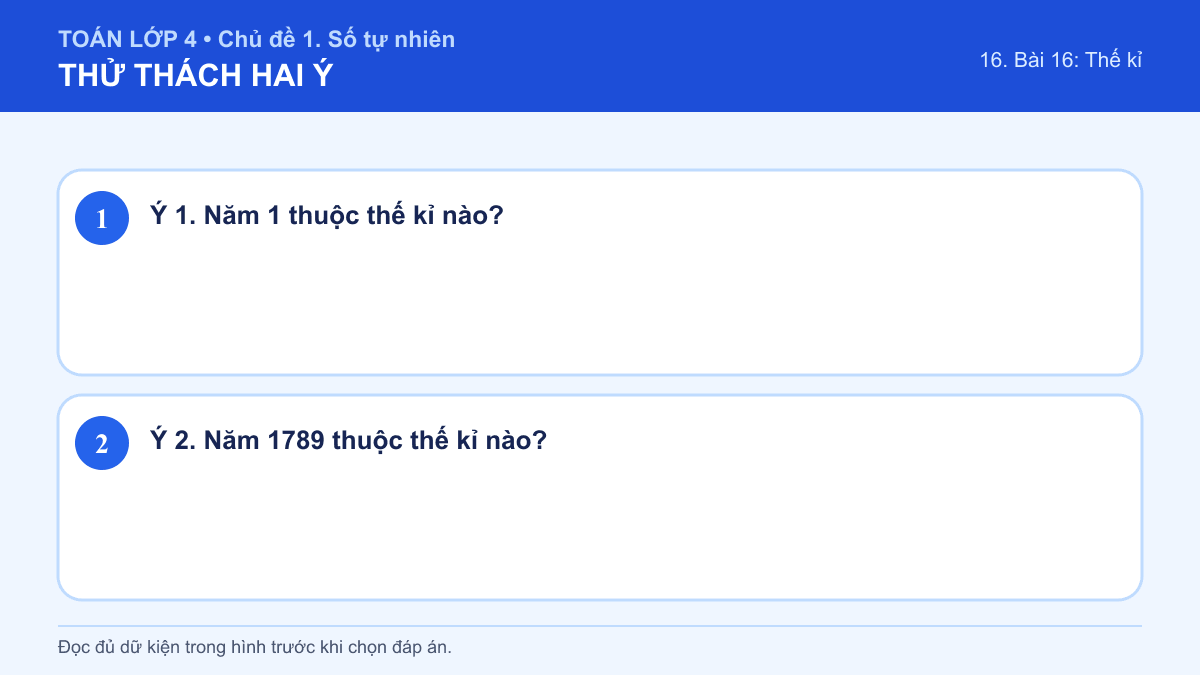 TOÁN LỚP 4 • Chủ đề 1. Số tự nhiên
THỬ THÁCH HAI Ý
16. Bài 16: Thế kỉ
1
Ý 1. Năm 1 thuộc thế kỉ nào?
2
Ý 2. Năm 1789 thuộc thế kỉ nào?
Đọc đủ dữ kiện trong hình trước khi chọn đáp án.